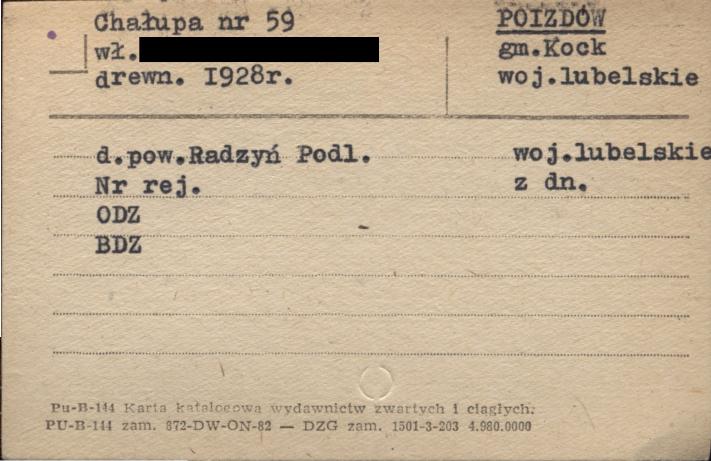 Chałupa nr 59 POIZDÓW
wł. gm.Kock
drewn. 1928r. woj.lubelskie
d.pow.Radzyń Podl. woj.lubelskie
Nr rej. z dn.
ODZ
BDZ
Pu-B-144 Karta katalogowa wydawnictw zwartych i ciągłych.
PU-B-144 zam. 872-DW-ON-82 — DZG zam. 1501-3-203 4.980.0000